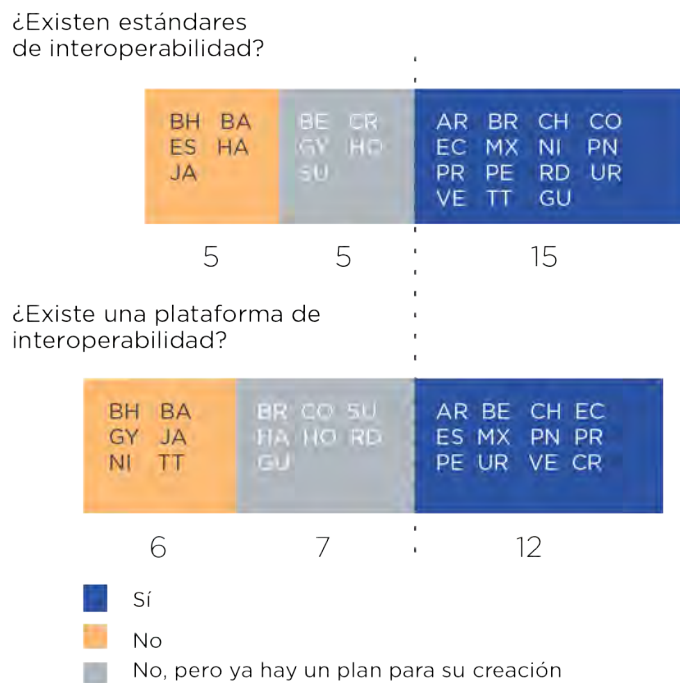 ¿Existen estándares
de interoperabilidad?
BH BA
ES HA
JA
BE CR
GY HO
SU
AR BR CH CO
EC MX NI PN
PR PE RD UR
VE TT GU
5 5 15
¿Existe una plataforma de
interoperabilidad?
BH BA
GY JA
NI TT
BR CO SU
HA HO RD
GU
AR BE CH EC
ES MX PN PR
PE UR VE CR
6 7 12
Sí
No
No, pero ya hay un plan para su creación